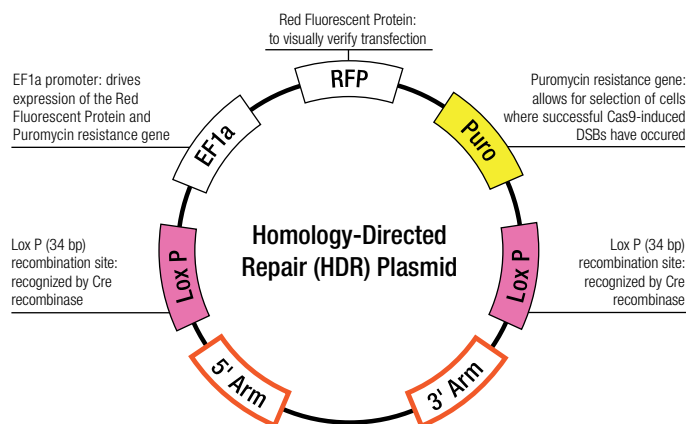 Red Fluorescent Protein:
to visually verify transfection
RFP
EF1a promoter: drives
expression of the Red
Fluorescent Protein and
Puromycin resistance gene
Puromycin resistance gene:
allows for selection of cells
where successful Cas9-induced
DSBs have occured
EF1a
Puro
Homology-Directed
Repair (HDR) Plasmid
Lox P (34 bp)
recombination site:
recognized by Cre
recombinase
Lox P
Lox P
Lox P (34 bp)
recombination site:
recognized by Cre
recombinase
5' Arm
3' Arm